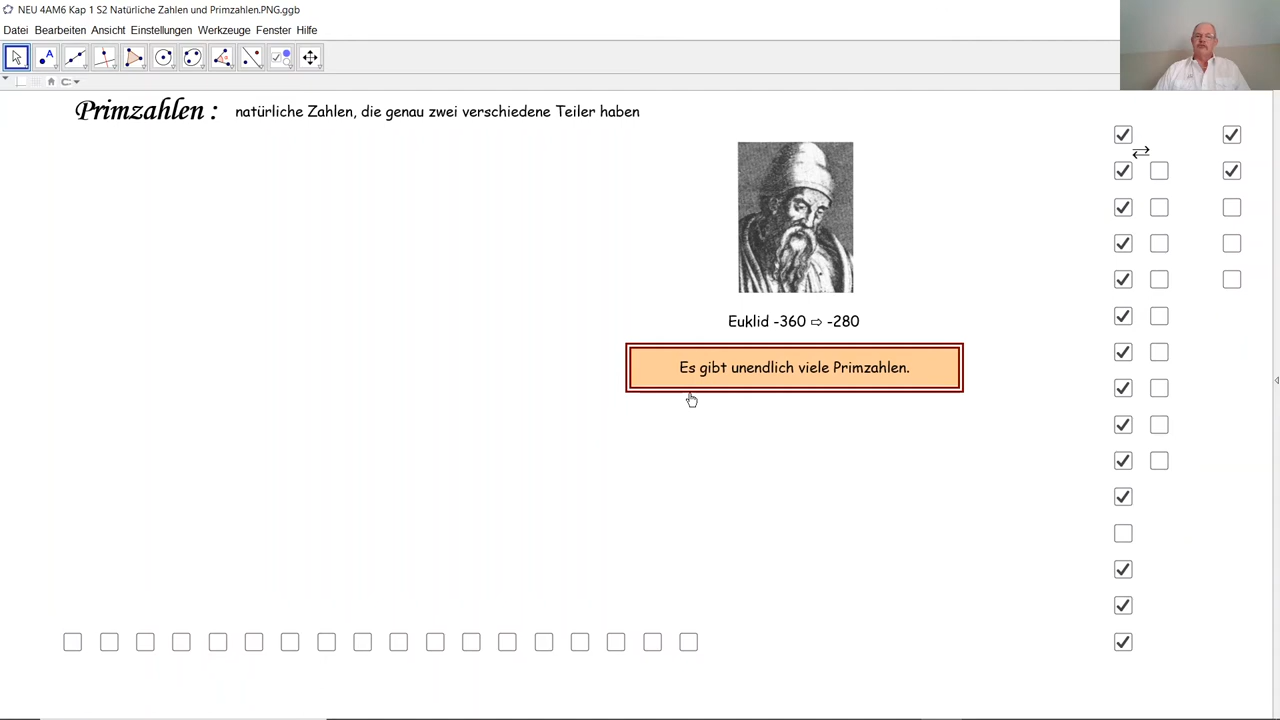 NEU 4AM6 Kap 1 S2 Natürliche Zahlen und Primzahlen.PNG.ggb
Datei Bearbeiten Ansicht Einstellungen Werkzeuge Fenster Hilfe
Primzahlen : natürliche Zahlen, die genau zwei verschiedene Teiler haben
Euklid -360 ⇨ -280
Es gibt unendlich viele Primzahlen.